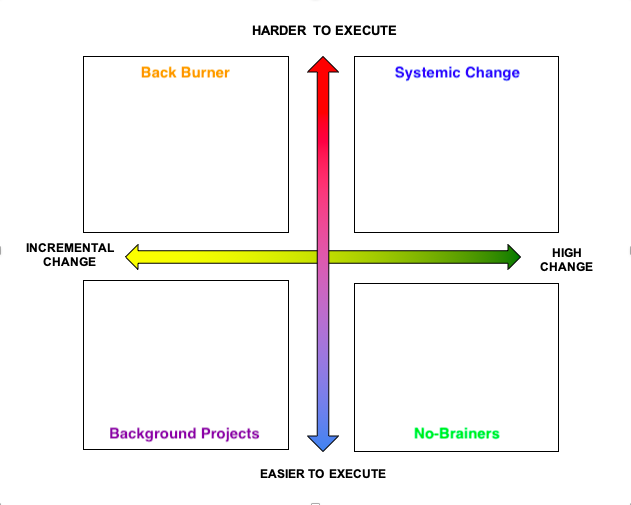 HARDER TO EXECUTE
Back Burner
Systemic Change
INCREMENTAL
CHANGE
HIGH
CHANGE
Background Projects
No-Brainers
EASIER TO EXECUTE